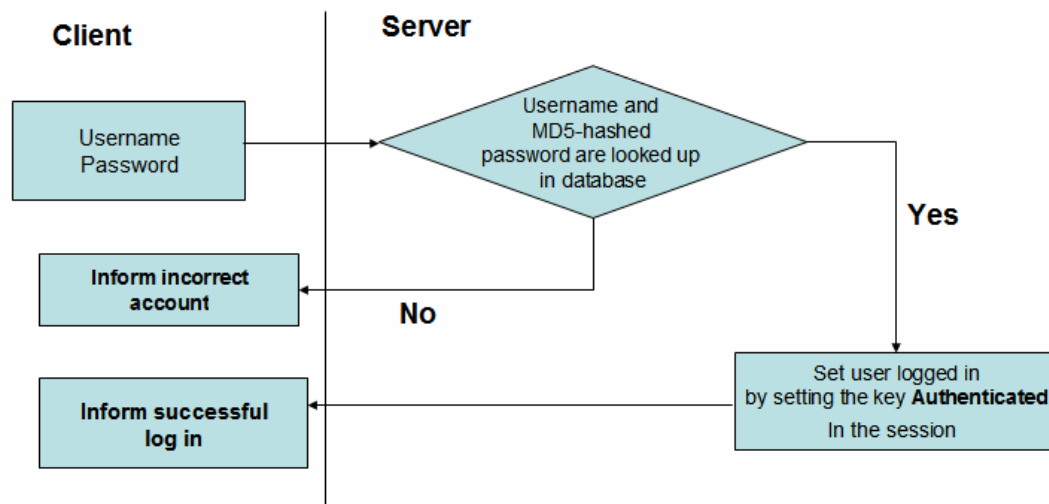 Client
Server
Username
Password
Username and
MD5-hashed
password are looked up
in database
Yes
Inform incorrect
account
No
Set user logged in
by setting the key Authenticated
In the session
Inform successful
log in